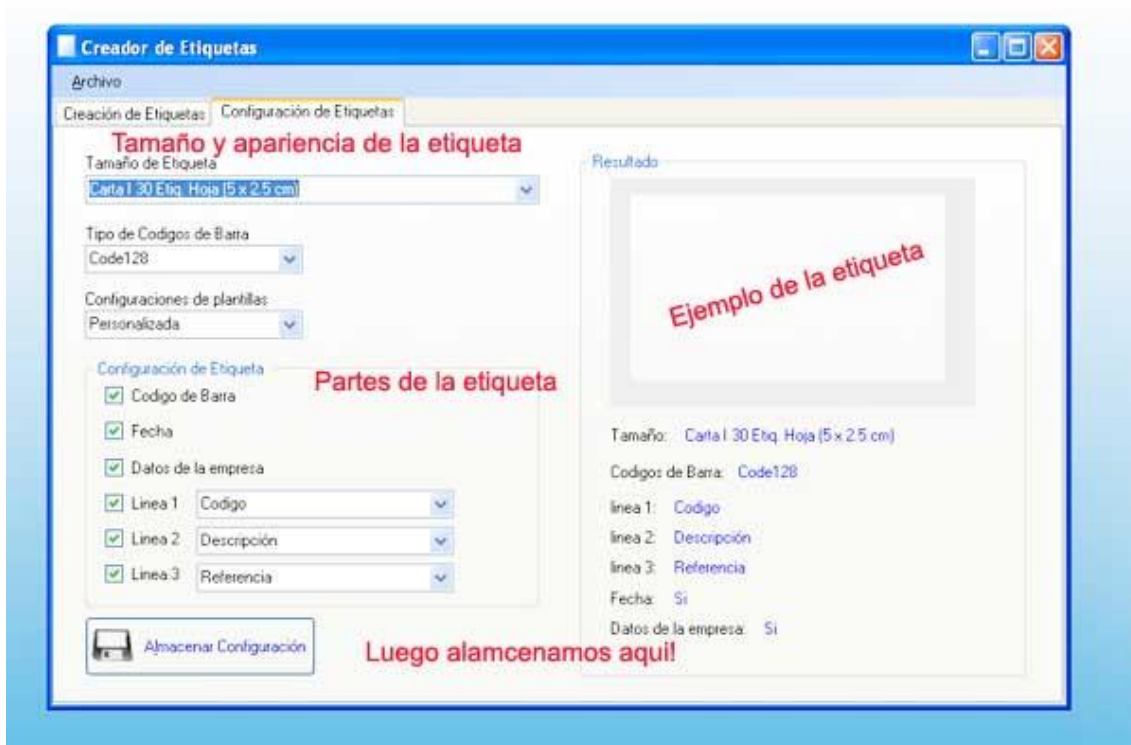 Creador de Etiquetas
Archivo
Creación de Etiquetas Configuración de Etiquetas
Tamaño y apariencia de la etiqueta
Tamaño de Etiqueta
Carta I 30 Etiq. Hoja (5 x 2.5 cm)
Tipo de Codigos de Barra
Code128
Configuraciones de plantillas
Personalizada
Configuración de Etiqueta
Partes de la etiqueta
Codigo de Barra
Fecha
Datos de la empresa
Linea 1 Codigo
Linea 2 Descripción
Linea 3 Referencia
Almacenar Configuración
Luego alamcenamos aqui!
Resultado
Ejemplo de la etiqueta
Tamaño: Carta I 30 Etiq. Hoja (5 x 2.5 cm)
Codigos de Barra: Code128
linea 1: Codigo
linea 2: Descripción
linea 3: Referencia
Fecha: Si
Datos de la empresa: Si